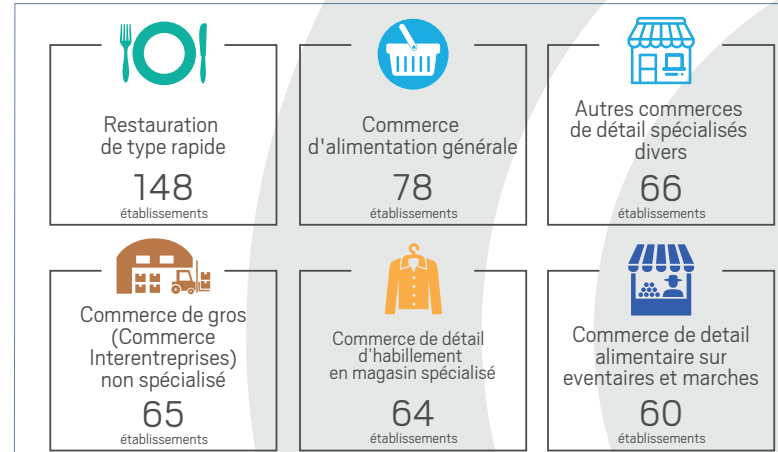 Restauration
de type rapide
148
établissements
Commerce
d'alimentation générale
78
établissements
Autres commerces
de détail spécialisés
divers
66
établissements
Commerce de gros
(Commerce
Interentreprises)
non spécialisé
65
établissements
Commerce de détail
d'habillement
en magasin spécialisé
64
établissements
Commerce de detail
alimentaire sur
eventaires et marches
60
établissements